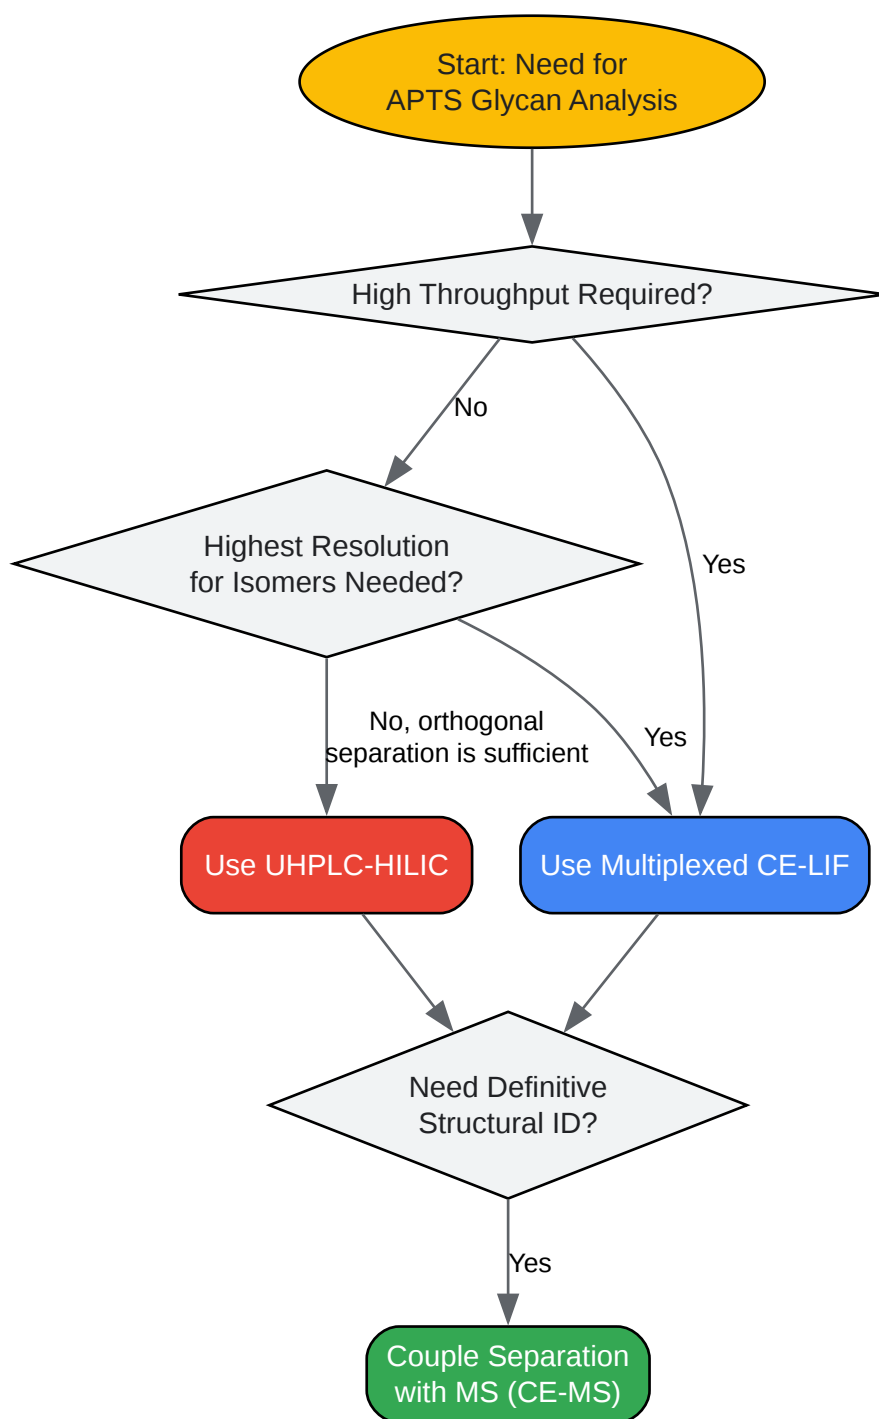 Start: Need for
APTS Glycan Analysis
High Throughput Required?
No
Highest Resolution
for Isomers Needed?
Yes
No, orthogonal
separation is sufficient
Yes
Use UHPLC-HILIC
Use Multiplexed CE-LIF
Need Definitive
Structural ID?
Yes
Couple Separation
with MS (CE-MS)